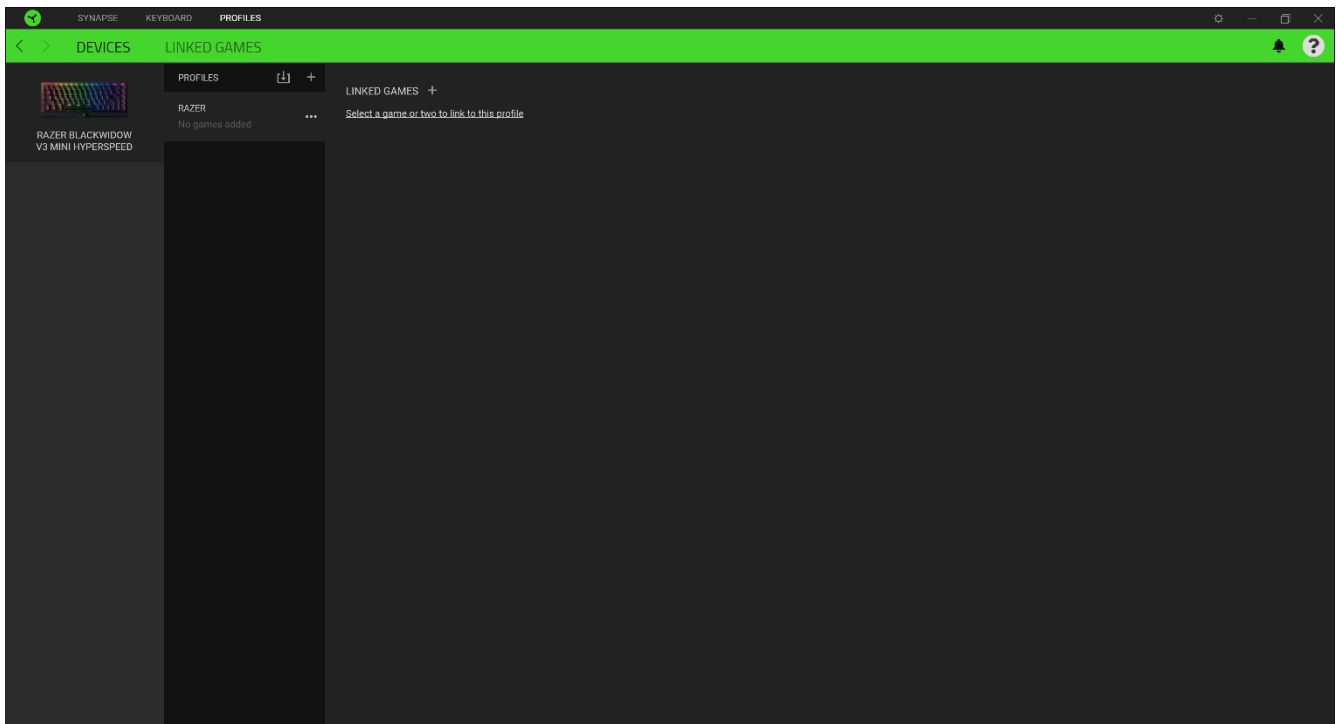 SYNAPSE KEYBOARD PROFILES
DEVICES LINKED GAMES
RAZER BLACKWIDOW
V3 MINI HYPERSPEED
PROFILES
RAZER
No games added
LINKED GAMES +
Select a game or two to link to this profile